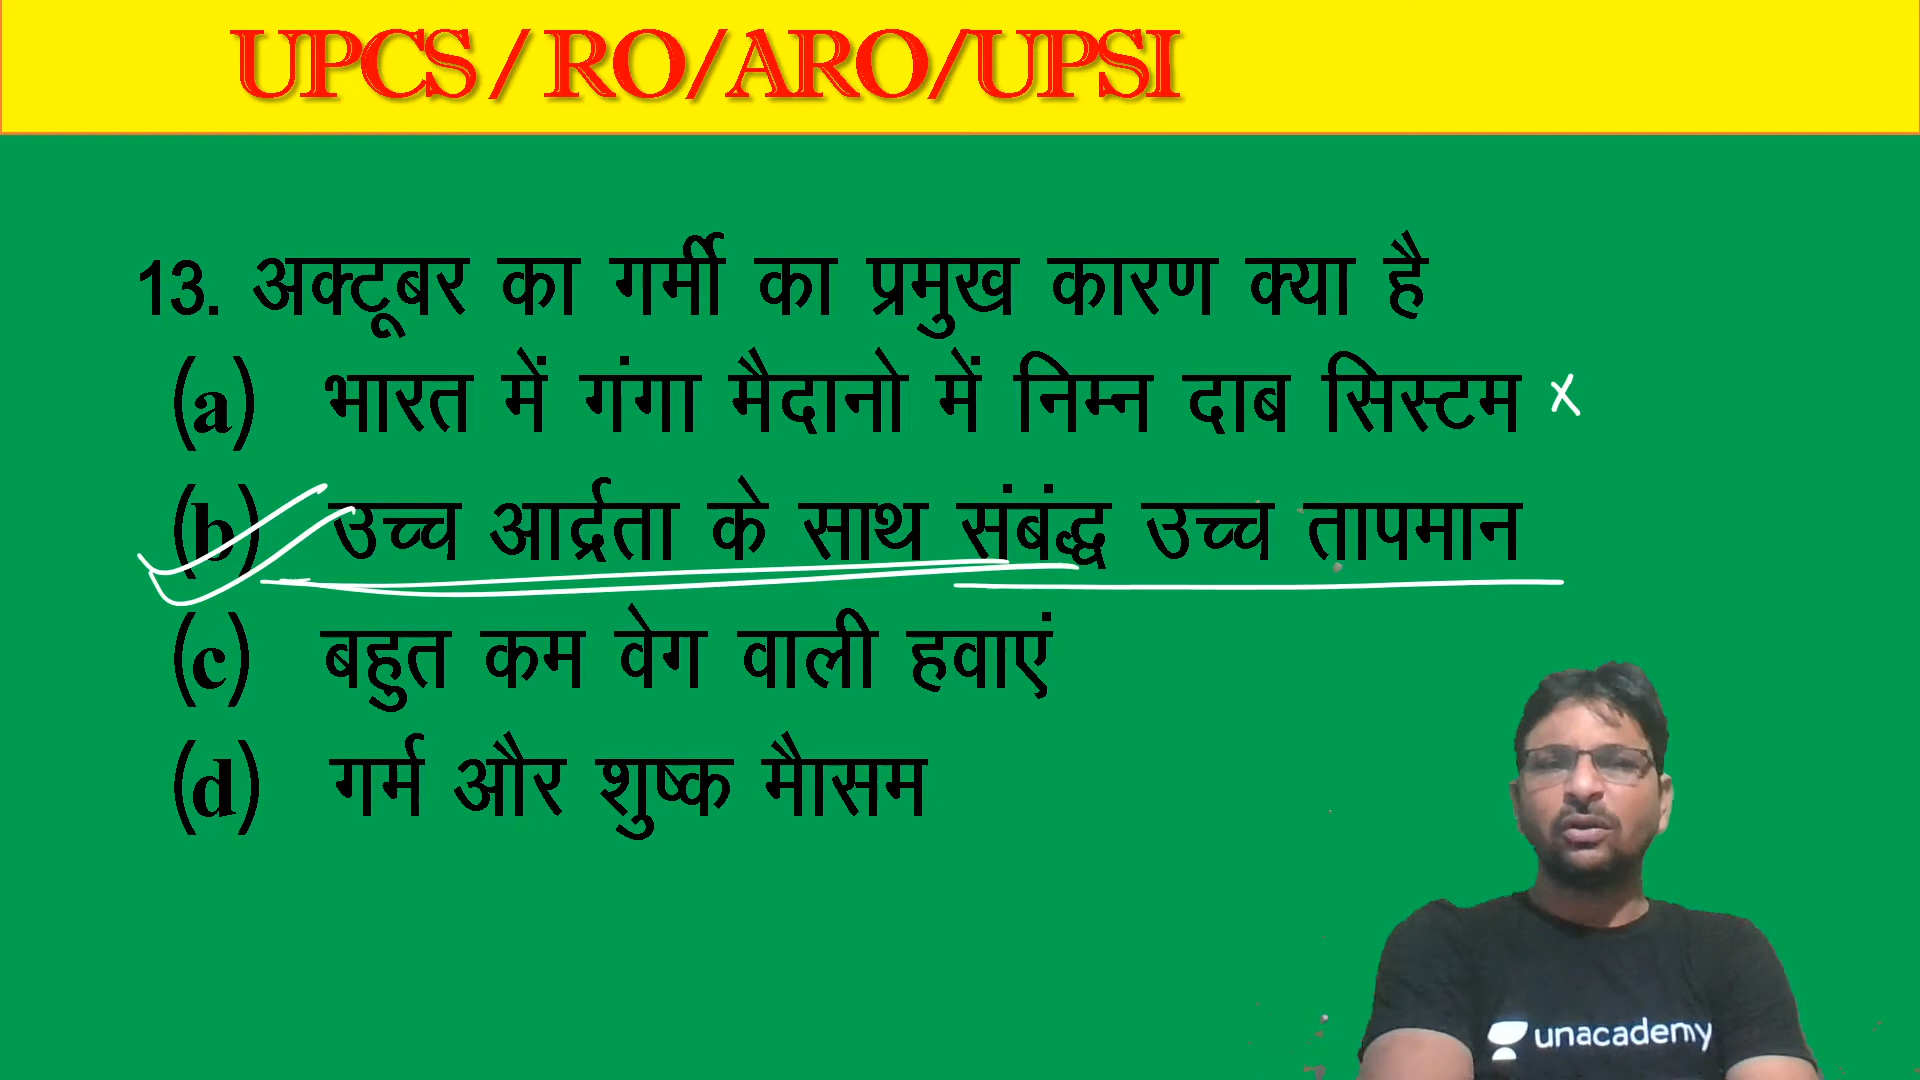 UPCS / RO/ARO/UPSI
13. अक्टूबर का गर्मी का प्रमुख कारण क्या है
(a) भारत में गंगा मैदानो में निम्न दाब सिस्टम x
(b) उच्च आर्द्रता के साथ संबंद्ध उच्च तापमान
(c) बहुत कम वेग वाली हवाएं
(d) गर्म और शुष्क मैासम
unacademy